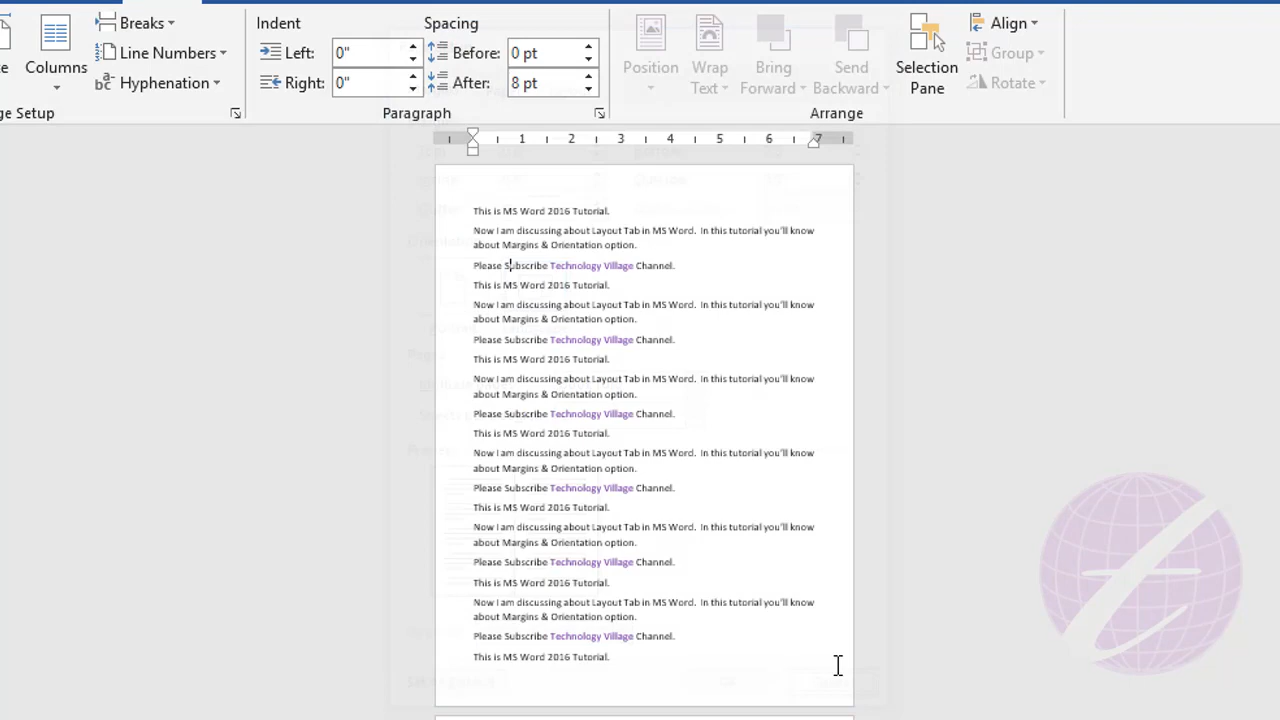 Breaks
Indent
Spacing
Align
Line Numbers
Left: 0"
Before: 0 pt
Group
Columns
Position
Wrap Text
Bring Forward
Send Backward
Selection Pane
Hyphenation
Right: 0"
After: 8 pt
Rotate
Paragraph
Arrange
1 2 3 4 5 6 7
This is MS Word 2016 Tutorial.
Now I am discussing about Layout Tab in MS Word. In this tutorial you'll know
about Margins & Orientation option.
Please Subscribe Technology Village Channel.
This is MS Word 2016 Tutorial.
Now I am discussing about Layout Tab in MS Word. In this tutorial you'll know
about Margins & Orientation option.
Please Subscribe Technology Village Channel.
This is MS Word 2016 Tutorial.
Now I am discussing about Layout Tab in MS Word. In this tutorial you'll know
about Margins & Orientation option.
Please Subscribe Technology Village Channel.
This is MS Word 2016 Tutorial.
Now I am discussing about Layout Tab in MS Word. In this tutorial you'll know
about Margins & Orientation option.
Please Subscribe Technology Village Channel.
This is MS Word 2016 Tutorial.
Now I am discussing about Layout Tab in MS Word. In this tutorial you'll know
about Margins & Orientation option.
Please Subscribe Technology Village Channel.
This is MS Word 2016 Tutorial.
Now I am discussing about Layout Tab in MS Word. In this tutorial you'll know
about Margins & Orientation option.
Please Subscribe Technology Village Channel.
This is MS Word 2016 Tutorial.